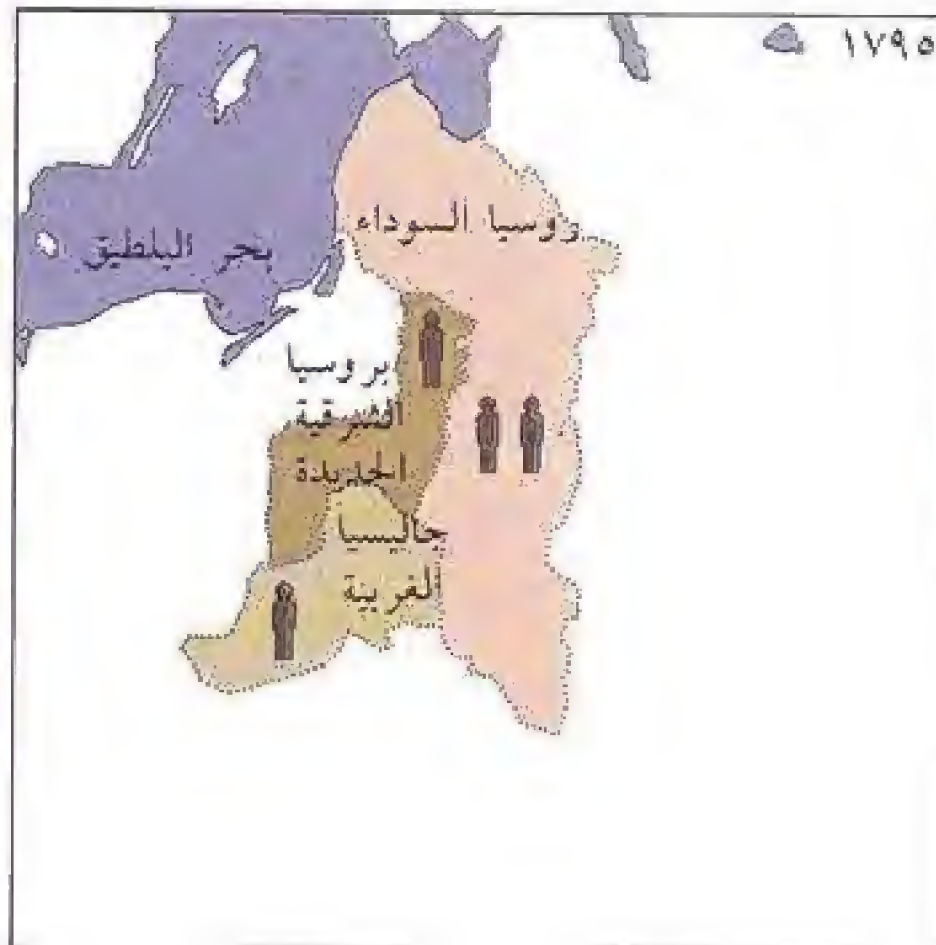 ١٧٩٥
روسيا السوداء
بحر البلطيق
بروسيا
الشرقية
الجديدة
جاليسيا
الغربية